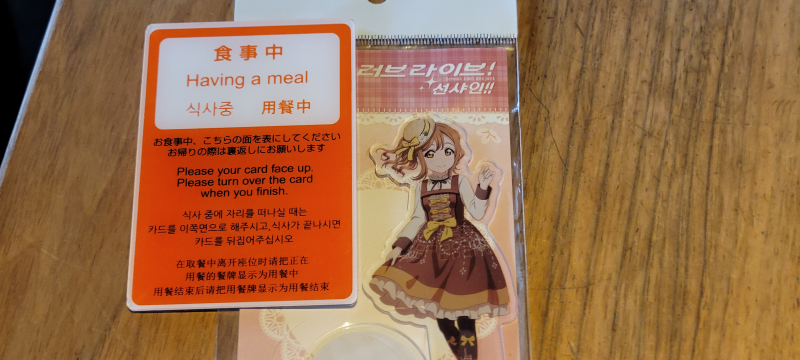 食事中
Having a meal
식사중 用餐中
お食事中、こちらの面を表にしてください
お帰りの際は裏返しにお願いします
Please your card face up.
Please turn over the card
when you finish.
식사 중에 자리를 떠나실 때는
카드를 이쪽면으로 해주시고,식사가 끝나시면
카드를 뒤집어주십시오
在取餐中离开座位时请把正在
用餐的餐牌显示为用餐中
用餐结束后请把用餐牌显示为用餐结束
러브라이브!
선샤인!!